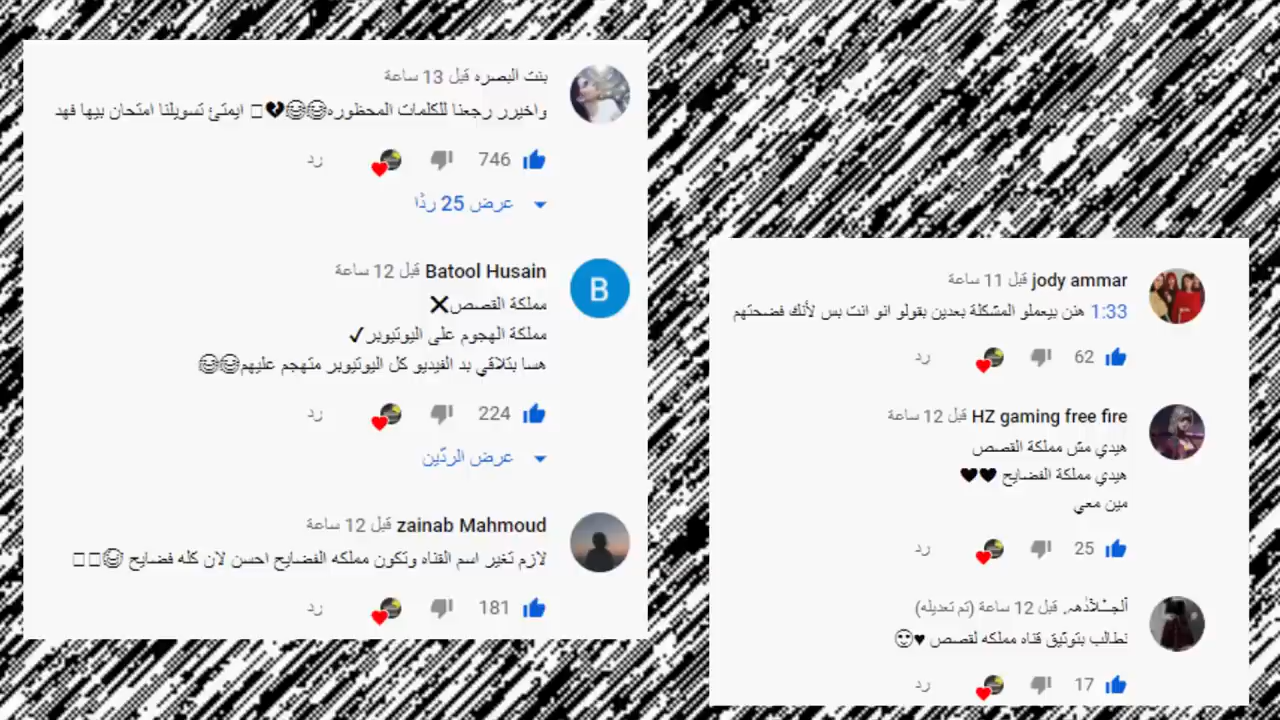 بنت البصره قبل 13 ساعة
واخيرر رجعنا للكلمات المحظوره😂😂💔 ايمتئ تسويلنا امتحان بيها فهد
746 رد
عرض 25 ردًا
Batool Husain قبل 12 ساعة
B
مملكة القصص❌
مملكة الهجوم على اليوتيوبر✔
هسا بتلاقي بد الفيديو كل اليوتيوبر متهجم عليهم😂😂
224 رد
عرض الردّين
zainab Mahmoud قبل 12 ساعة
لازم تغير اسم القناه وتكون مملكه الفضايح احسن لان كله فضايح 😂
181 رد
jody ammar قبل 11 ساعة
1:33 هنن بيعملو المشكلة بعدين بقولو انو انت بس لأنك فضحتهم
62 رد
HZ gaming free fire قبل 12 ساعة
هيدي مش مملكة القصص
هيدي مملكة الفضايح 🖤🖤
مين معي
25 رد
قبل 12 ساعة (تم تعديله)
نطالب بتوثيق قناه مملكه لقصص ♥😍
17 رد